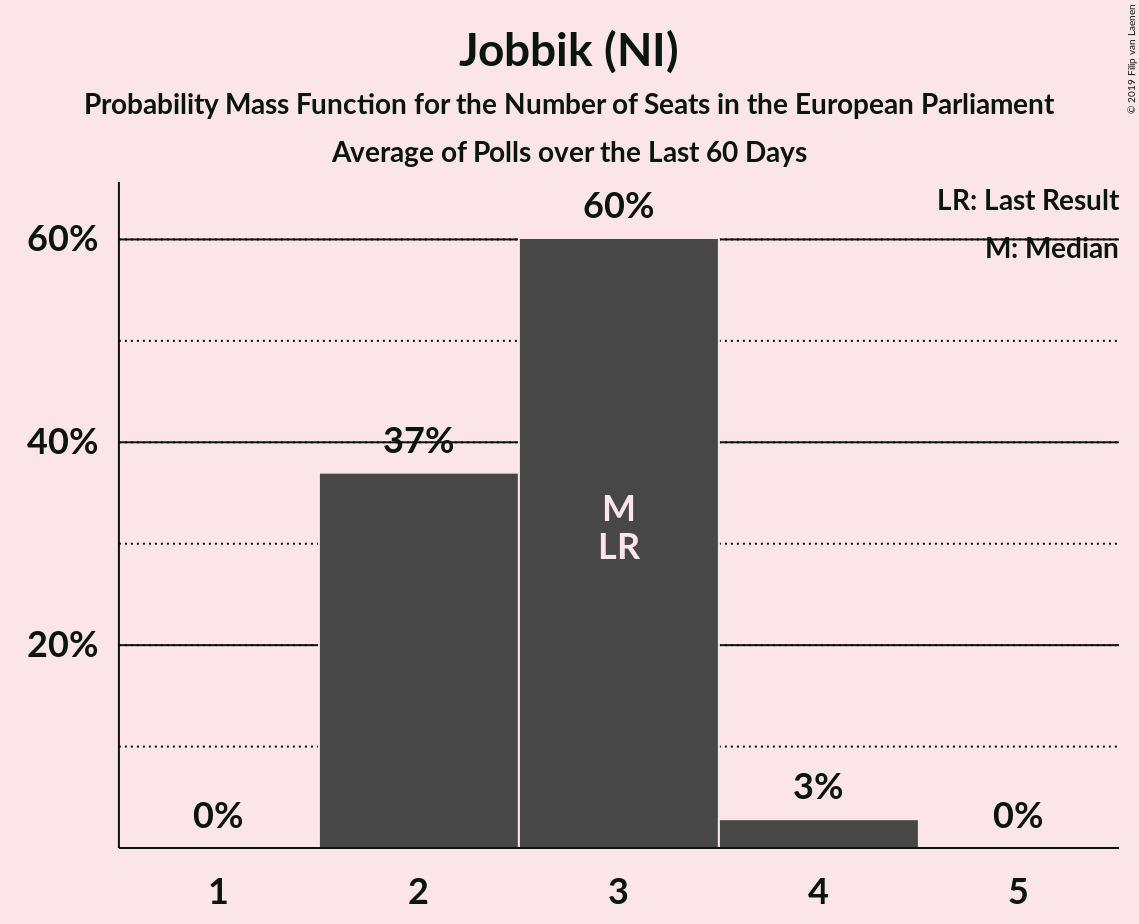 Jobbik (NI)
Probability Mass Function for the Number of Seats in the European Parliament
Average of Polls over the Last 60 Days
© 2019 Filip van Laenen
LR: Last Result
M: Median
60%
40%
20%
0%
37%
60%
3%
0%
M
LR
1
2
3
4
5